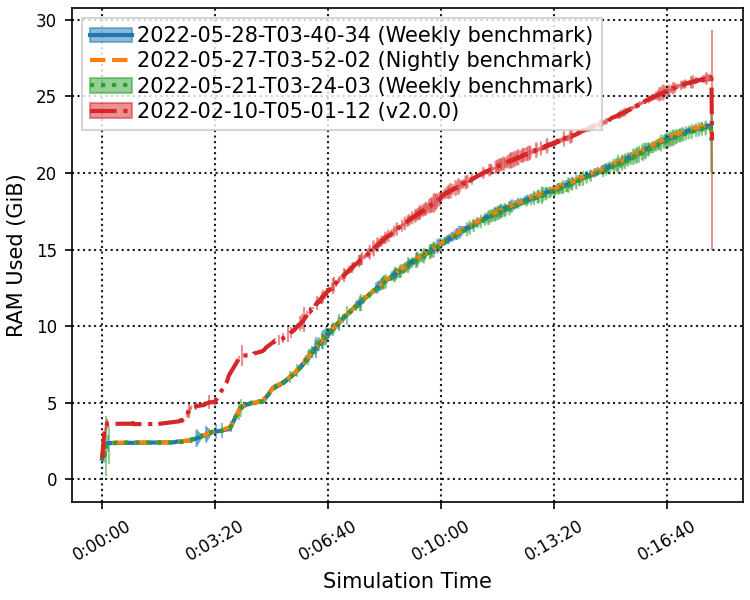 2022-05-28-T03-40-34 (Weekly benchmark)
2022-05-27-T03-52-02 (Nightly benchmark)
2022-05-21-T03-24-03 (Weekly benchmark)
2022-02-10-T05-01-12 (v2.0.0)
RAM Used (GiB)
30
25
20
15
10
5
0
0:00:00
0:03:20
0:06:40
0:10:00
0:13:20
0:16:40
Simulation Time